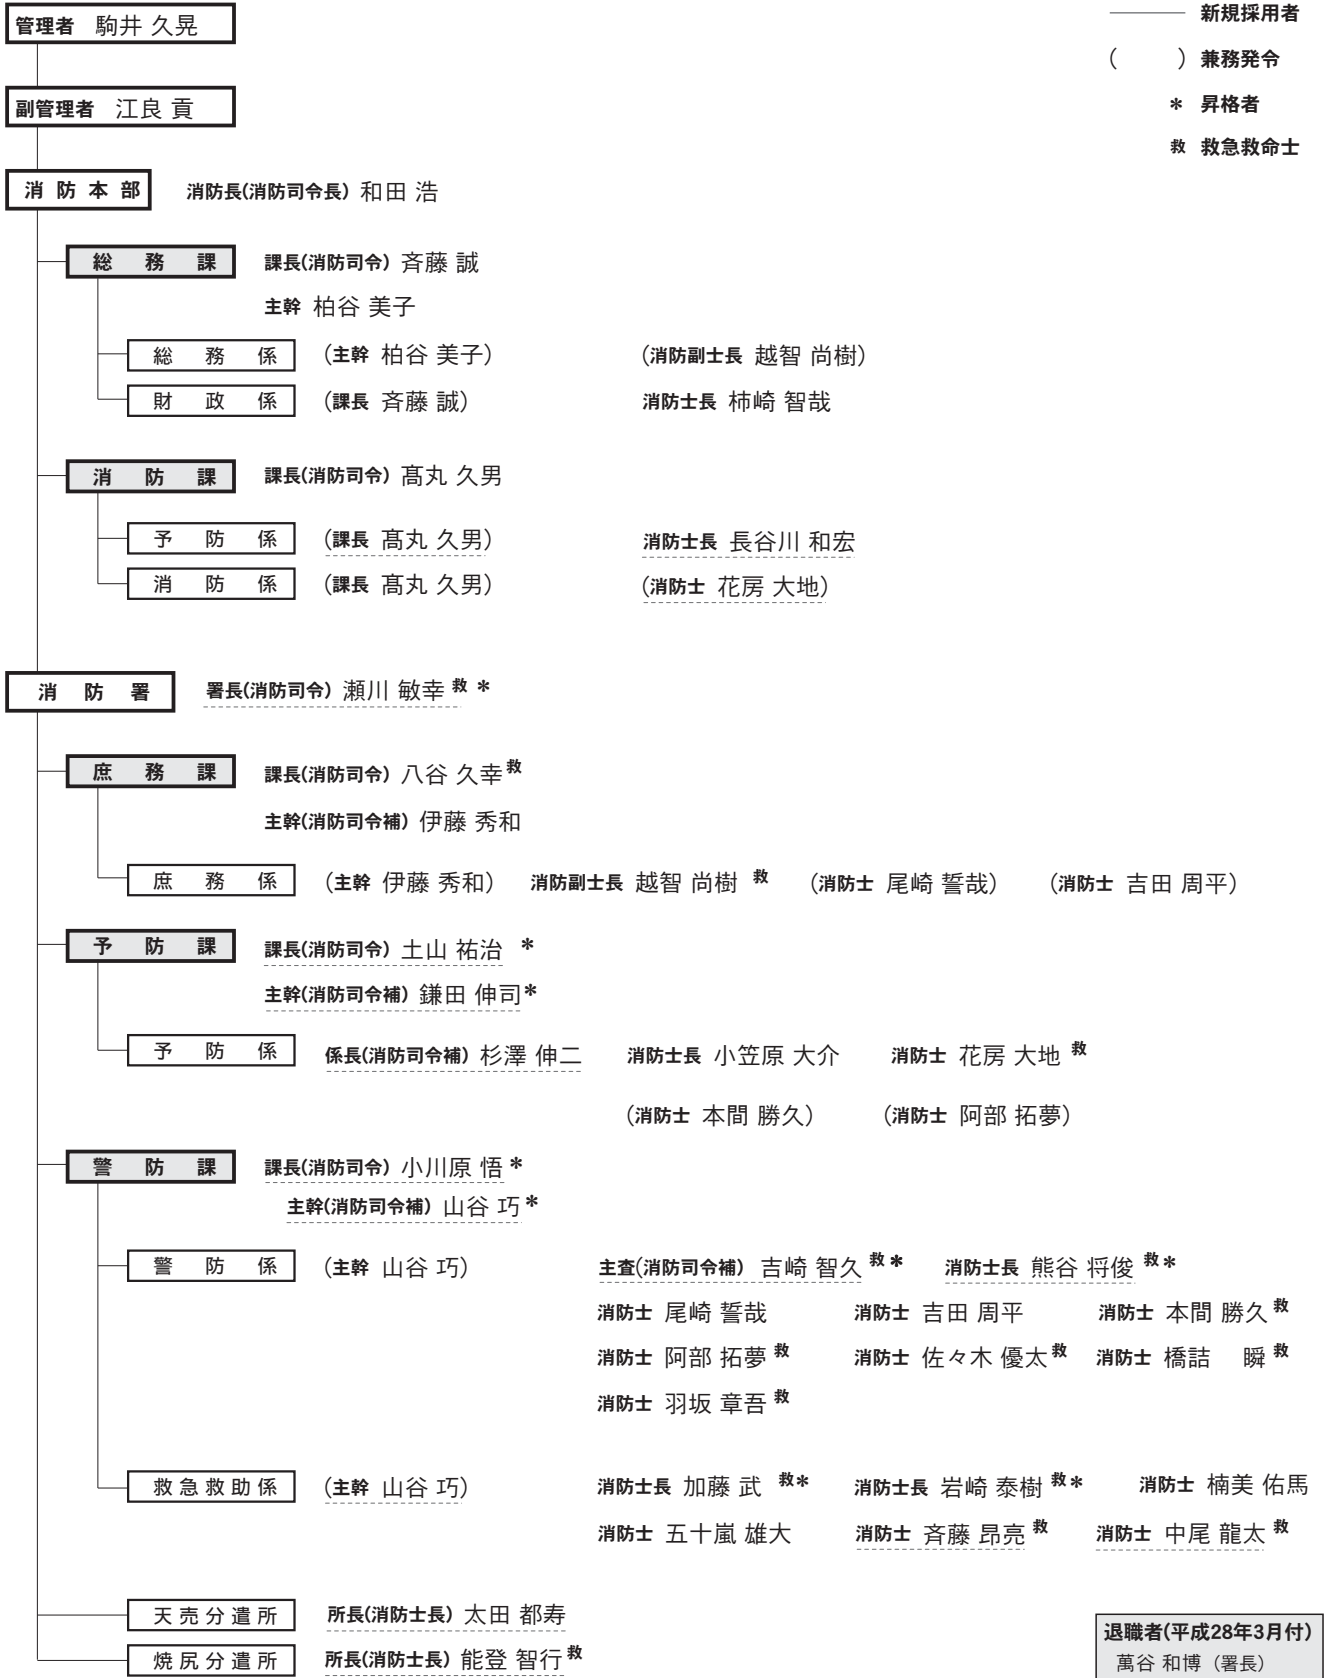 管理者 駒井 久晃
新規採用者
( ) 兼務発令
副管理者 江良 貢
* 昇格者
救 救急救命士
消防本部 消防長(消防司令長) 和田 浩
総務課 課長(消防司令) 斉藤 誠
主幹 柏谷 美子
総務係 (主幹 柏谷 美子) (消防副士長 越智 尚樹)
財政係 (課長 斉藤 誠) 消防士長 柿崎 智哉
消防課 課長(消防司令) 髙丸 久男
予防係 (課長 髙丸 久男) 消防士長 長谷川 和宏
消防係 (課長 髙丸 久男) (消防士 花房 大地)
消防署 署長(消防司令) 瀬川 敏幸 救 *
庶務課 課長(消防司令) 八谷 久幸 救
主幹(消防司令補) 伊藤 秀和
庶務係 (主幹 伊藤 秀和) 消防副士長 越智 尚樹 救 (消防士 尾崎 誓哉) (消防士 吉田 周平)
予防課 課長(消防司令) 土山 祐治 *
主幹(消防司令補) 鎌田 伸司 *
予防係 係長(消防司令補) 杉澤 伸二 消防士長 小笠原 大介 消防士 花房 大地 救
(消防士 本間 勝久) (消防士 阿部 拓夢)
警防課 課長(消防司令) 小川原 悟 *
主幹(消防司令補) 山谷 巧 *
警防係 (主幹 山谷 巧) 主査(消防司令補) 吉崎 智久 救 * 消防士長 熊谷 将俊 救 *
消防士 尾崎 誓哉 消防士 吉田 周平 消防士 本間 勝久 救
消防士 阿部 拓夢 救 消防士 佐々木 優太 救 消防士 橋詰 瞬 救
消防士 羽坂 章吾 救
救急救助係 (主幹 山谷 巧) 消防士長 加藤 武 救 * 消防士長 岩崎 泰樹 救 * 消防士 楠美 佑馬
消防士 五十嵐 雄大 消防士 斉藤 昂亮 救 消防士 中尾 龍太 救
天売分遣所 所長(消防士長) 太田 都寿
退職者(平成28年3月付)
焼尻分遣所 所長(消防士長) 能登 智行 救
萬谷 和博 (署長)